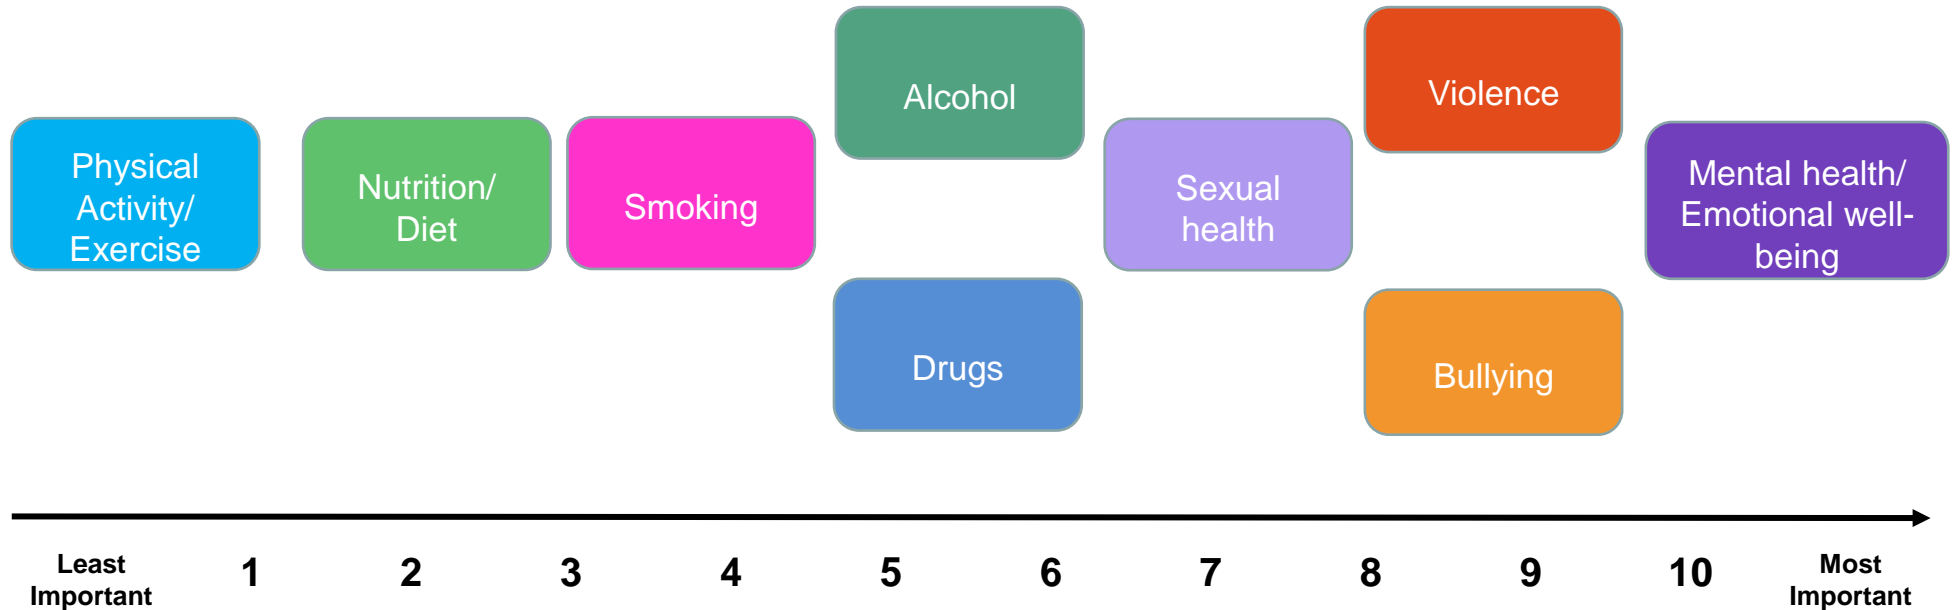 Physical
Activity/
Exercise
Nutrition/
Diet
Smoking
Alcohol
Drugs
Sexual
health
Violence
Bullying
Mental health/
Emotional well-
being
Least
Important
1
2
3
4
5
6
7
8
9
10
Most
Important